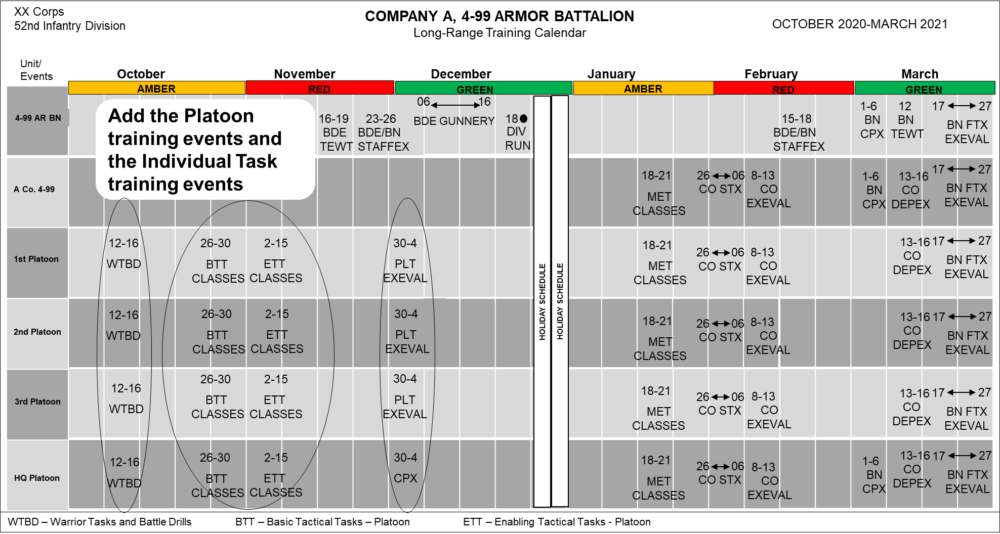 XX Corps
52nd Infantry Division
COMPANY A, 4-99 ARMOR BATTALION
Long-Range Training Calendar
OCTOBER 2020-MARCH 2021
Unit/
Events
October
November
December
January
February
March
AMBER
RED
GREEN
AMBER
RED
GREEN
4-99 AR BN
Add the Platoon
training events and
the Individual Task
training events
16-19
BDE
TEWT
23-26
BDE/BN
STAFFEX
06 16
BDE GUNNERY
18
DIV
RUN
15-18
BDE/BN
STAFFEX
1-6
BN
CPX
12
BN
TEWT
17 27
BN FTX
EXEVAL
HOLIDAY SCHEDULE
HOLIDAY SCHEDULE
A Co. 4-99
18-21
MET
CLASSES
26 06
CO STX
8-13
CO
EXEVAL
1-6
BN
CPX
13-16
CO
DEPEX
17 27
BN FTX
EXEVAL
1st Platoon
12-16
WTBD
26-30
BTT
CLASSES
2-15
ETT
CLASSES
30-4
PLT
EXEVAL
18-21
MET
CLASSES
26 06
CO STX
8-13
CO
EXEVAL
13-16
CO
DEPEX
17 27
BN FTX
EXEVAL
2nd Platoon
12-16
WTBD
26-30
BTT
CLASSES
2-15
ETT
CLASSES
30-4
PLT
EXEVAL
18-21
MET
CLASSES
26 06
CO STX
8-13
CO
EXEVAL
13-16
CO
DEPEX
17 27
BN FTX
EXEVAL
3rd Platoon
12-16
WTBD
26-30
BTT
CLASSES
2-15
ETT
CLASSES
30-4
PLT
EXEVAL
18-21
MET
CLASSES
26 06
CO STX
8-13
CO
EXEVAL
13-16
CO
DEPEX
17 27
BN FTX
EXEVAL
HQ Platoon
12-16
WTBD
26-30
BTT
CLASSES
2-15
ETT
CLASSES
30-4
CPX
18-21
MET
CLASSES
26 06
CO STX
8-13
CO
EXEVAL
1-6
BN
CPX
13-16
CO
DEPEX
17 27
BN FTX
EXEVAL
WTBD – Warrior Tasks and Battle Drills
BTT – Basic Tactical Tasks – Platoon
ETT – Enabling Tactical Tasks - Platoon